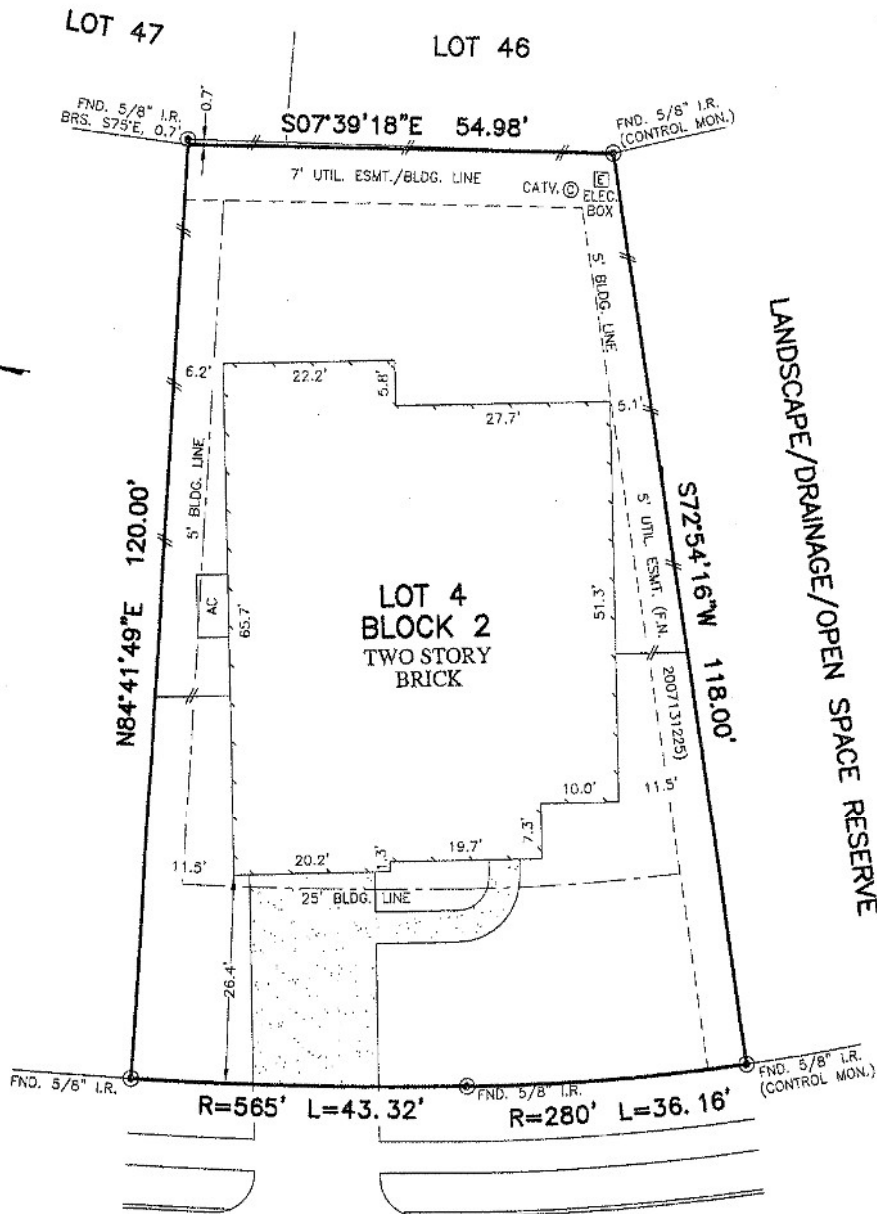 LOT 47
LOT 46
FND. 5/8" I.R.
BRS. S75°E, 0.7'
0.7'
S07°39'18"E 54.98'
FND. 5/8" I.R.
(CONTROL MON.)
7' UTIL. ESMT./BLDG. LINE
CATV. ©
E
ELEC.
BOX
5' BLDG. LINE
6.2'
22.2'
5.8'
27.7'
5.1'
5' BLDG. LINE
N84°41'49"E 120.00'
AC
65.7'
LOT 4
BLOCK 2
TWO STORY
BRICK
51.3'
5' UTIL. ESMT. (F.N.
2007131225)
S72°54'16"W 118.00'
LANDSCAPE/DRAINAGE/OPEN SPACE RESERVE
10.0'
11.5'
7.3'
19.7'
1.3'
20.2'
11.5'
25' BLDG. LINE
26.4'
FND. 5/8" I.R.
R=565' L=43.32'
FND. 5/8" I.R.
R=280' L=36.16'
FND. 5/8" I.R.
(CONTROL MON.)